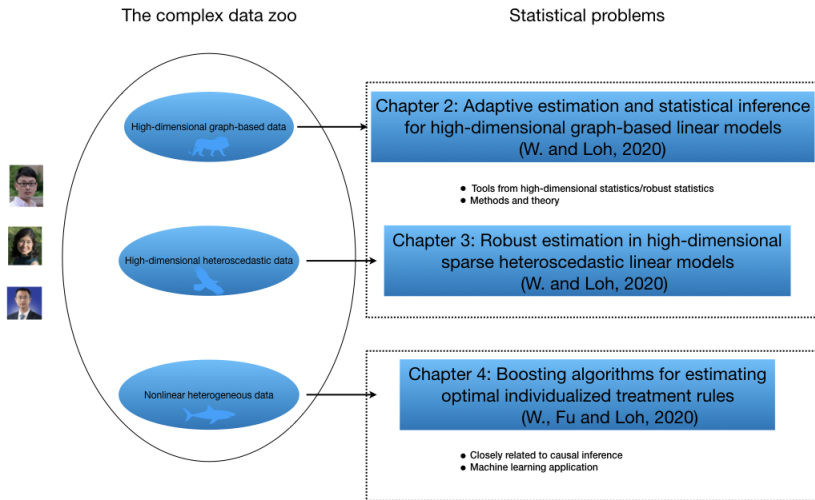 The complex data zoo
Statistical problems
High-dimensional graph-based data
Chapter 2: Adaptive estimation and statistical inference
for high-dimensional graph-based linear models
(W. and Loh, 2020)
• Tools from high-dimensional statistics/robust statistics
• Methods and theory
High-dimensional heteroscedastic data
Chapter 3: Robust estimation in high-dimensional
sparse heteroscedastic linear models
(W. and Loh, 2020)
Nonlinear heterogeneous data
Chapter 4: Boosting algorithms for estimating
optimal individualized treatment rules
(W., Fu and Loh, 2020)
• Closely related to causal inference
• Machine learning application